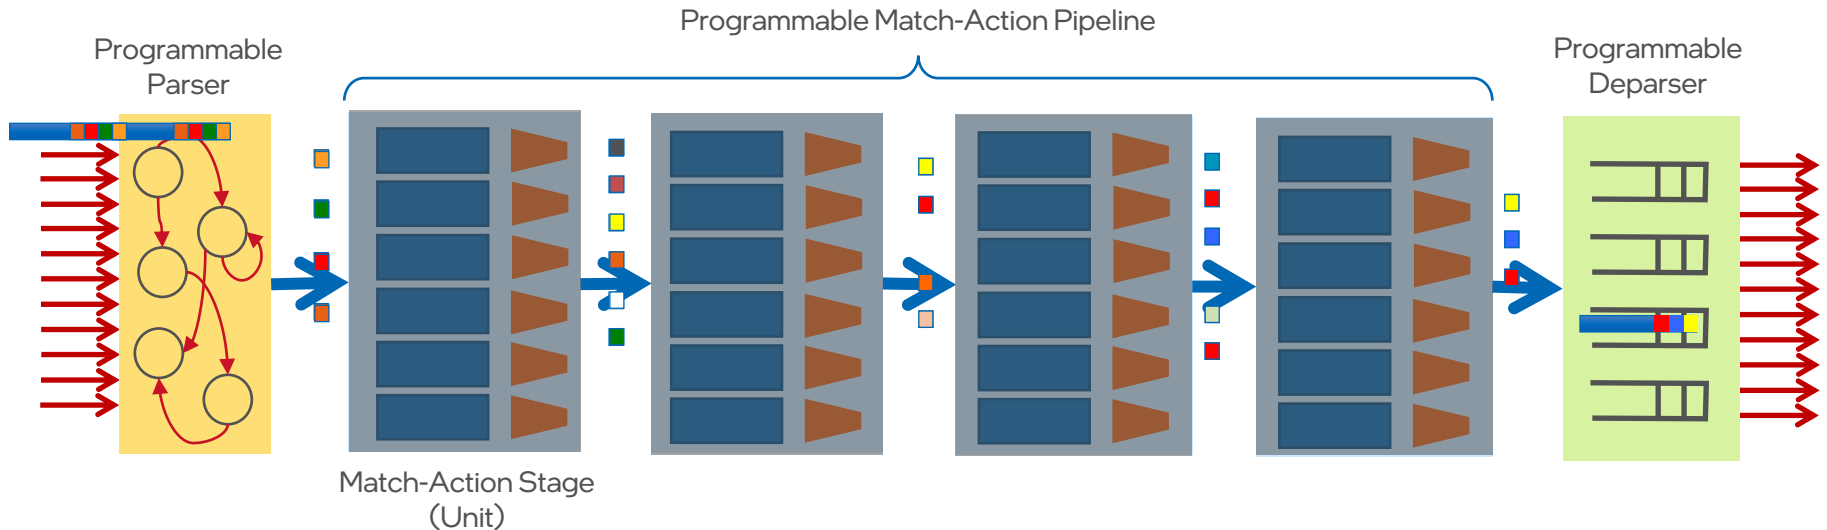 Programmable Match-Action Pipeline
Programmable
Parser
Programmable
Deparser
Match-Action Stage
(Unit)